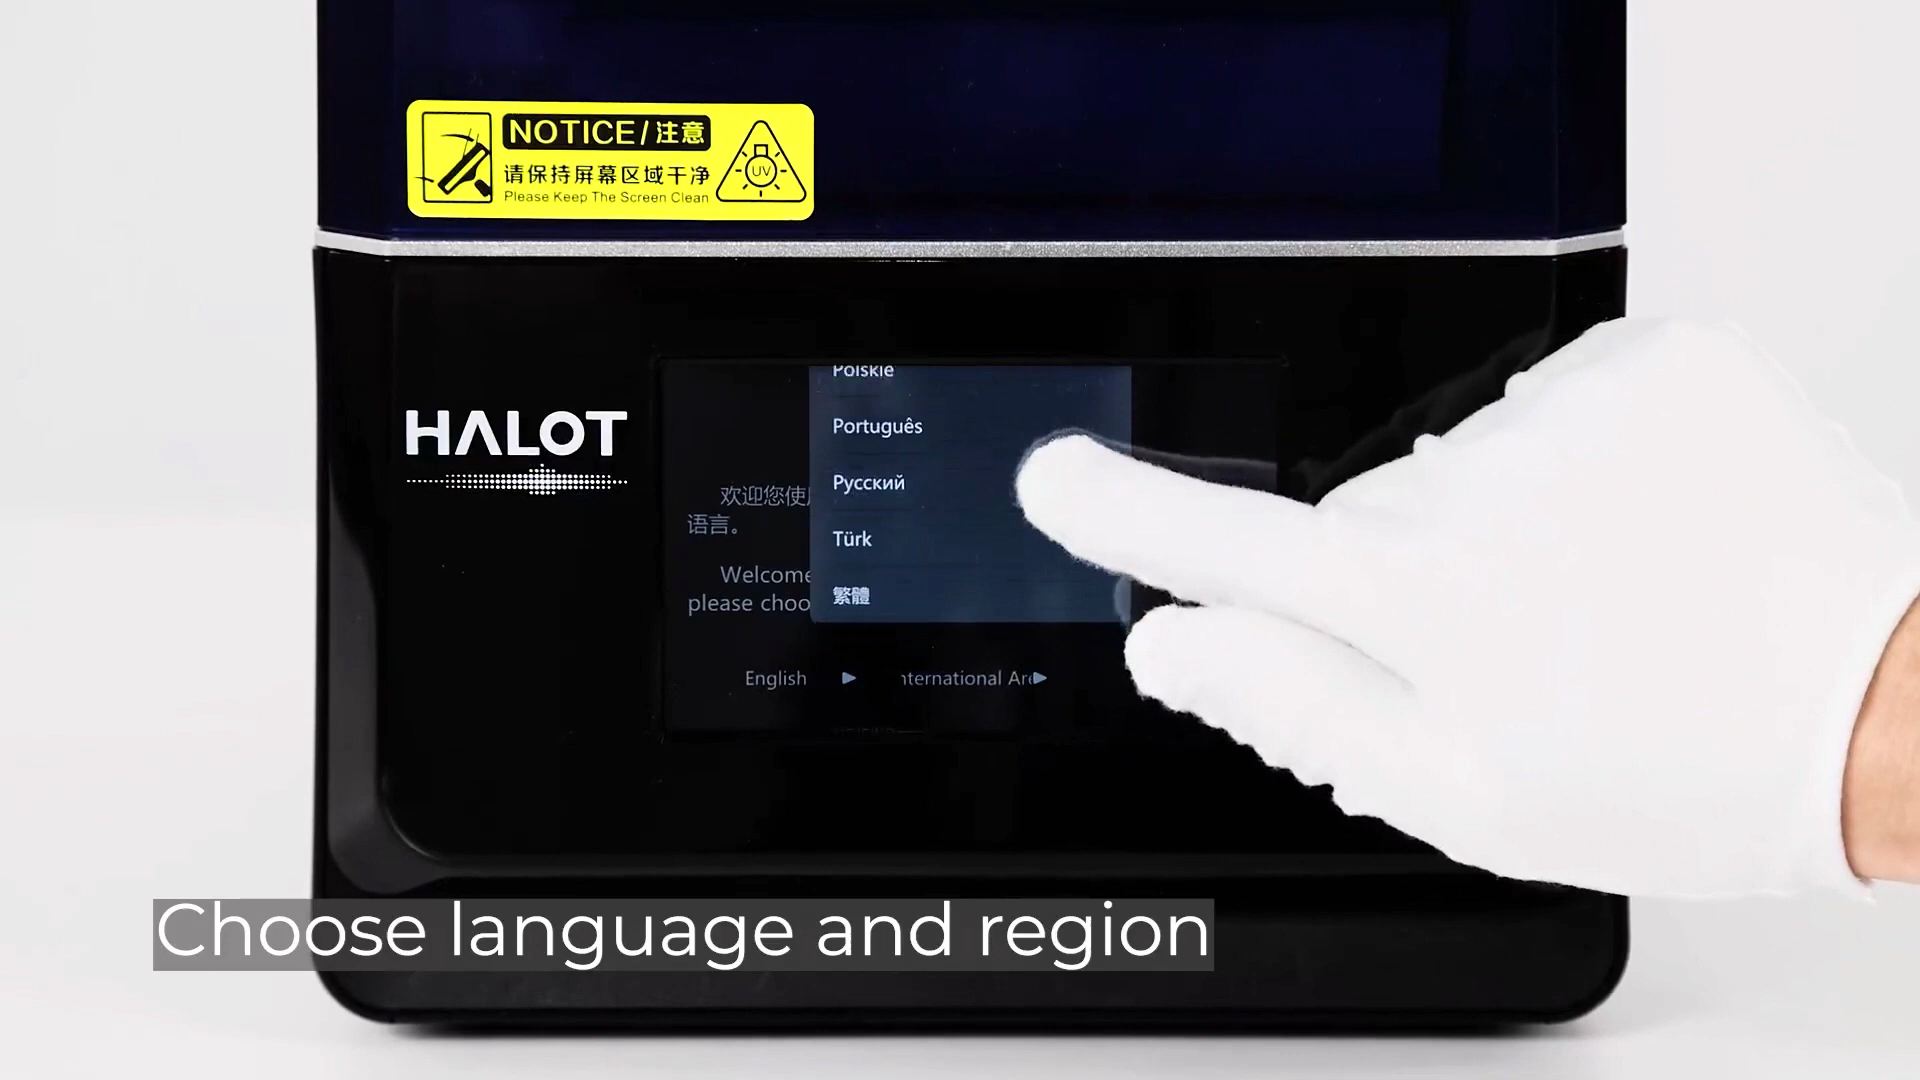 NOTICE/注意
请保持屏幕区域干净
Please Keep The Screen Clean
UV
HALOT
Polskie
Português
Русский
Türk
繁體
欢迎您使
语言。
Welcome
please choo
English
nternational Are
Choose language and region